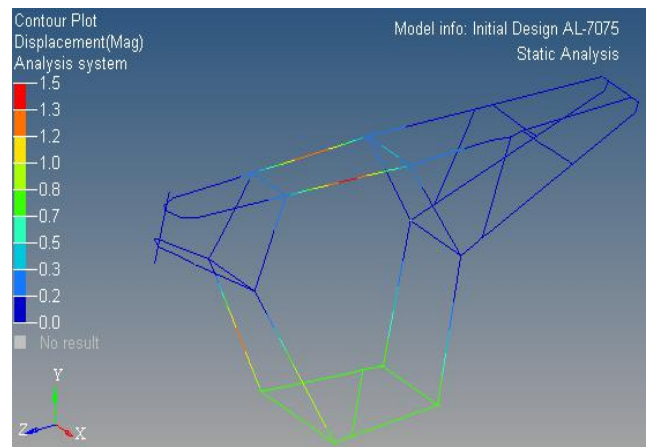 Contour Plot
Displacement(Mag)
Analysis system
1.5
1.3
1.2
1.0
0.8
0.7
0.5
0.3
0.2
0.0
No result
Model info: Initial Design AL-7075
Static Analysis
Y
Z
X